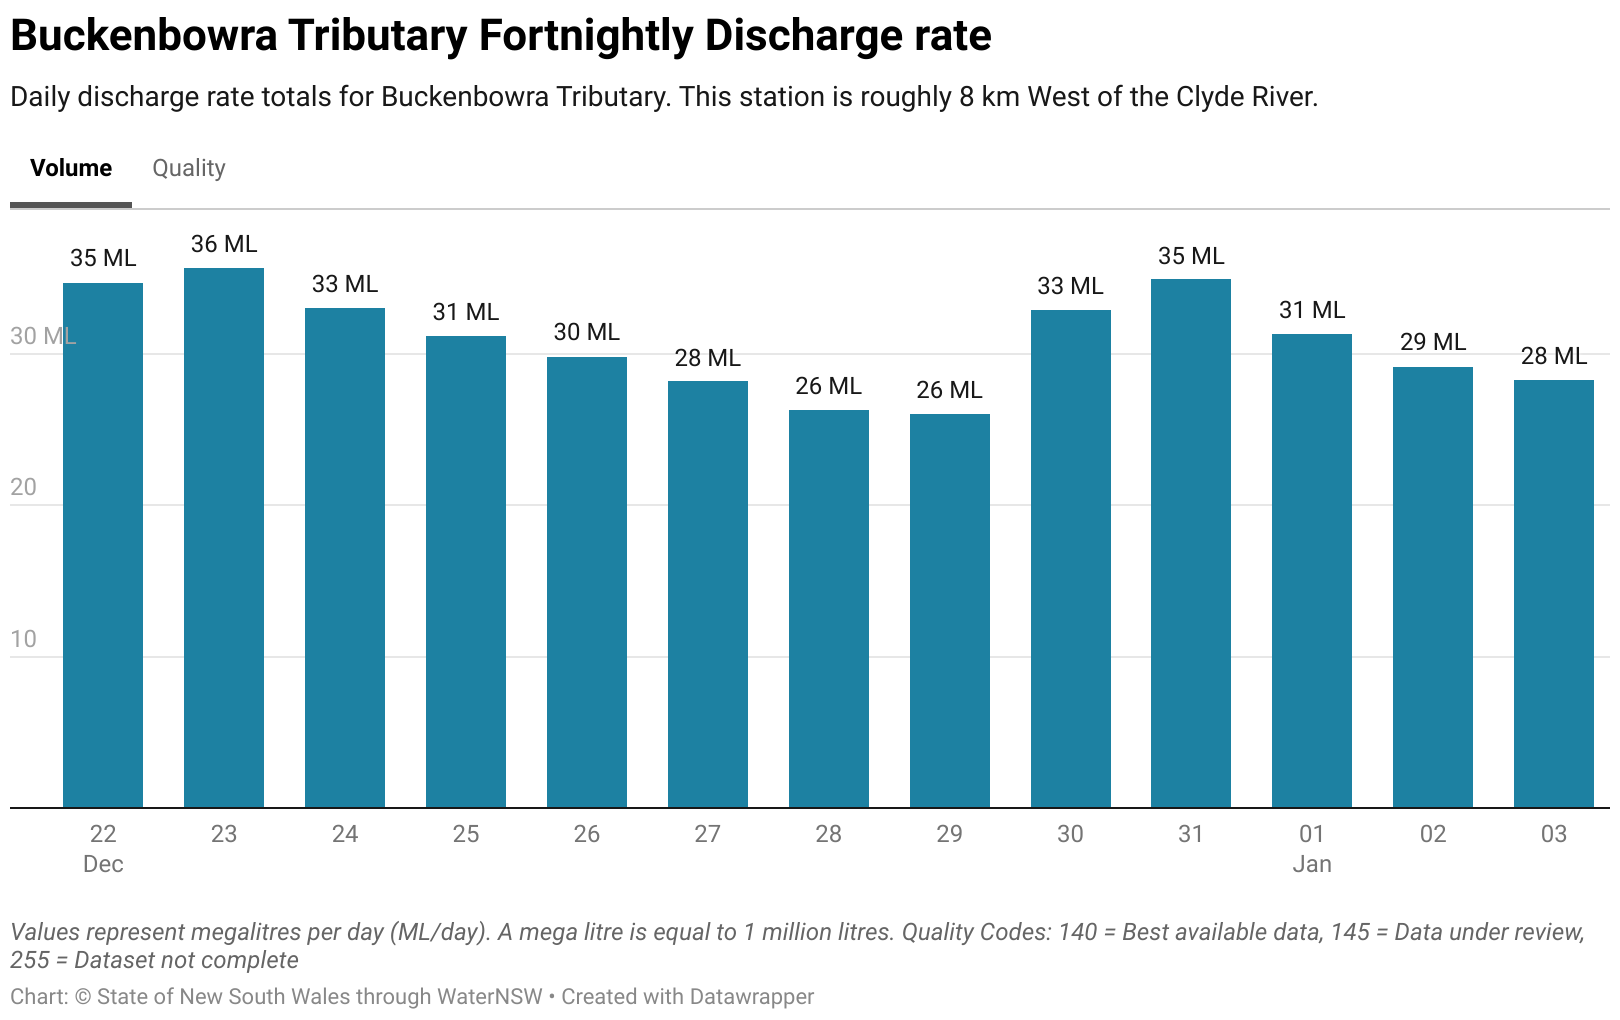 Buckenbowra Tributary Fortnightly Discharge rate
Daily discharge rate totals for Buckenbowra Tributary. This station is roughly 8 km West of the Clyde River.
Volume Quality
35 ML 36 ML 33 ML 31 ML 30 ML 28 ML 26 ML 26 ML 33 ML 35 ML 31 ML 29 ML 28 ML
30 ML
20
10
22 23 24 25 26 27 28 29 30 31 01 02 03
Dec Jan
Values represent megalitres per day (ML/day). A mega litre is equal to 1 million litres. Quality Codes: 140 = Best available data, 145 = Data under review,
255 = Dataset not complete
Chart: © State of New South Wales through WaterNSW • Created with Datawrapper